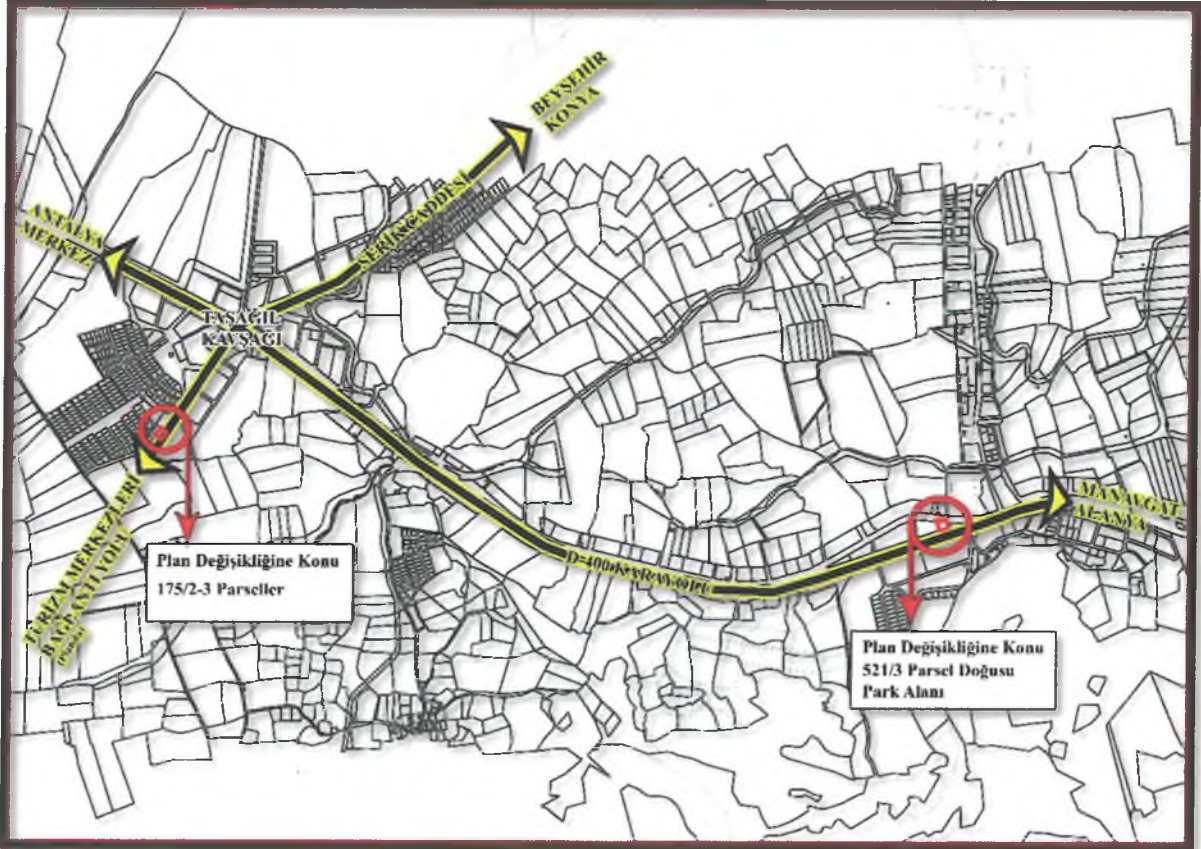 BEYŞEHİR
KONYA
ANTALYA
MERKEZ
SERİK CADDESİ
TAŞAĞIL
KAVŞAĞI
TURİZM MERKEZLERİ
BAĞLANTI YOLU
D-400 KARAYOLU
MANAVGAT
ALANYA
Plan Değişikliğine Konu
175/2-3 Parseller
Plan Değişikliğine Konu
521/3 Parsel Doğusu
Park Alanı